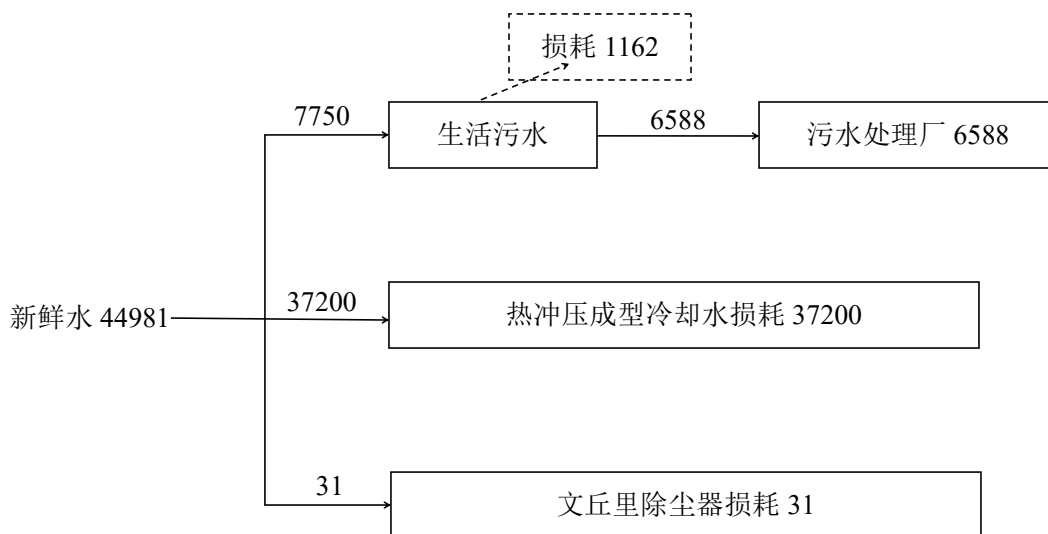 损耗 1162
7750
生活污水
6588
污水处理厂 6588
新鲜水 44981
37200
热冲压成型冷却水损耗 37200
31
文丘里除尘器损耗 31